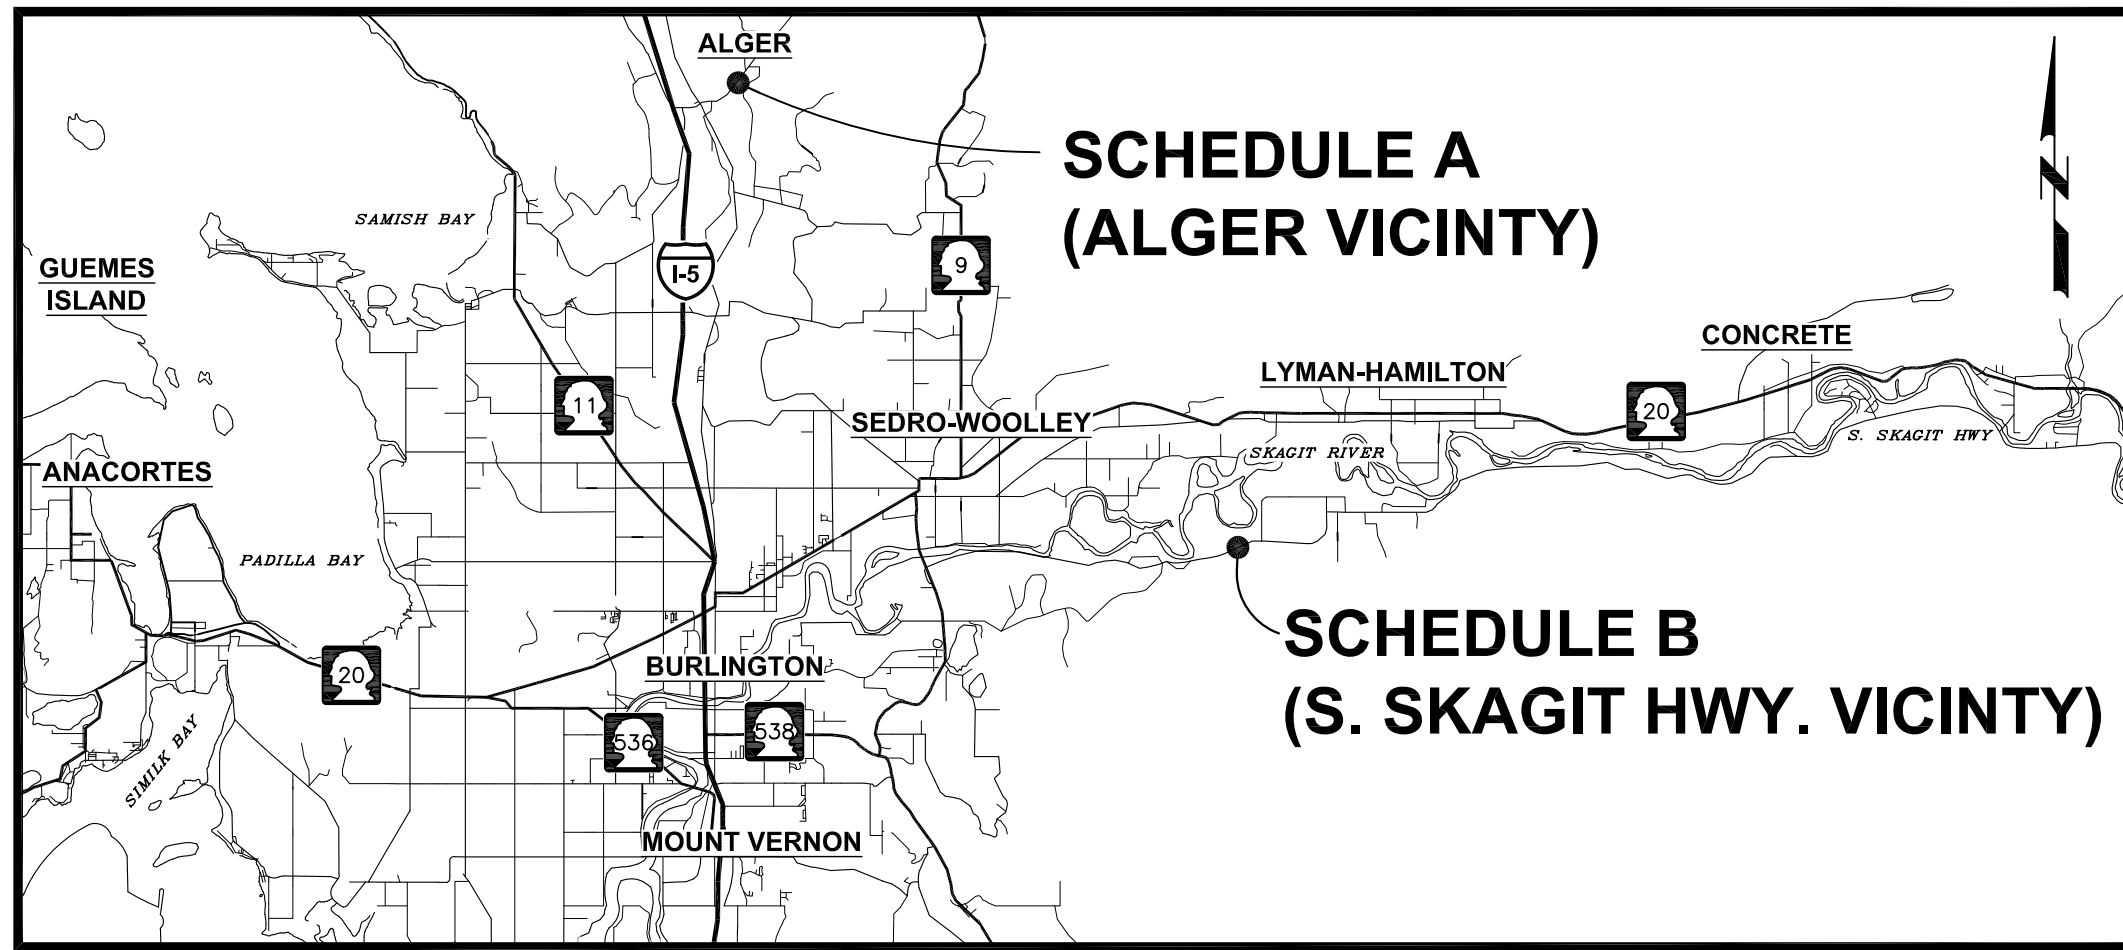 ALGER
SCHEDULE A
(ALGER VICINTY)
SAMISH BAY
GUEMES
ISLAND
I-5
9
N
CONCRETE
LYMAN-HAMILTON
11
SEDRO-WOOLLEY
20
S. SKAGIT HWY
SKAGIT RIVER
ANACORTES
PADILLA BAY
SCHEDULE B
(S. SKAGIT HWY. VICINTY)
BURLINGTON
20
536
538
SIMILK BAY
MOUNT VERNON